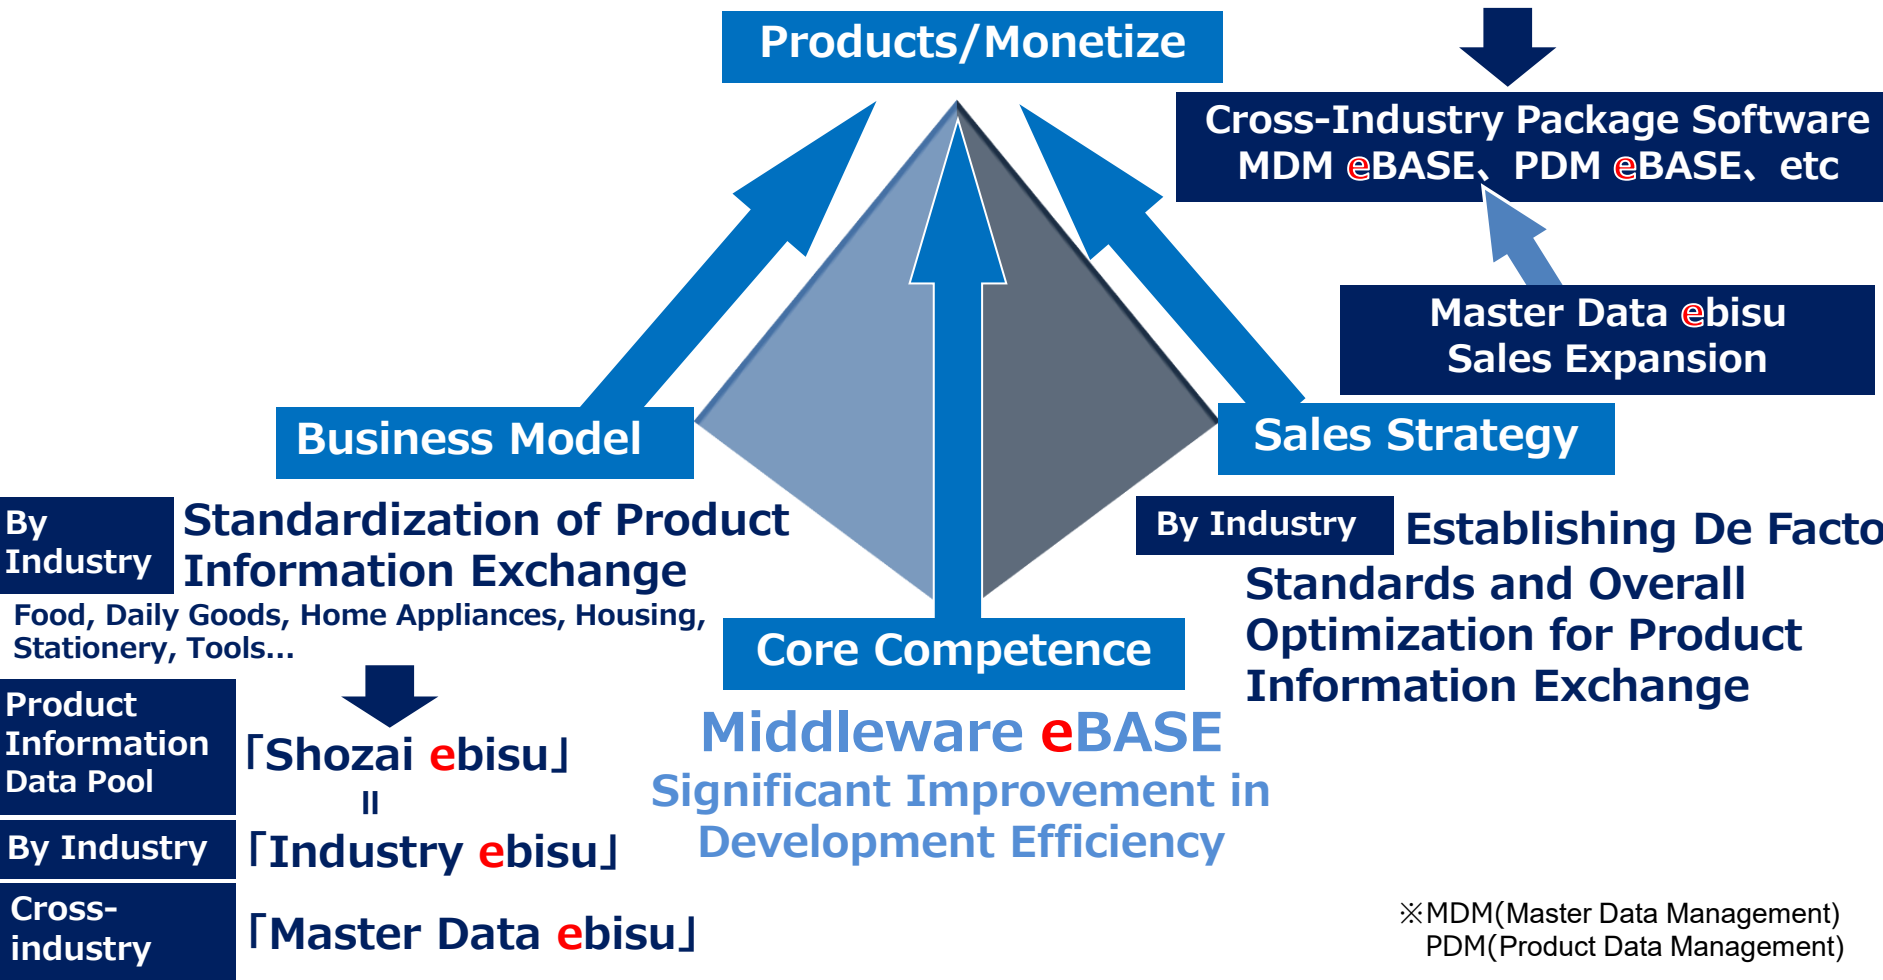 Products/Monetize
Cross-Industry Package Software
MDM eBASE、PDM eBASE、etc
Master Data ebisu
Sales Expansion
Business Model
Sales Strategy
By
Industry
Standardization of Product
Information Exchange
Food, Daily Goods, Home Appliances, Housing,
Stationery, Tools...
By Industry
Establishing De Facto
Standards and Overall
Optimization for Product
Information Exchange
Core Competence
Middleware eBASE
Significant Improvement in
Development Efficiency
Product
Information
Data Pool
「Shozai ebisu」
=
By Industry
「Industry ebisu」
Cross-
industry
「Master Data ebisu」
※MDM(Master Data Management)
PDM(Product Data Management)